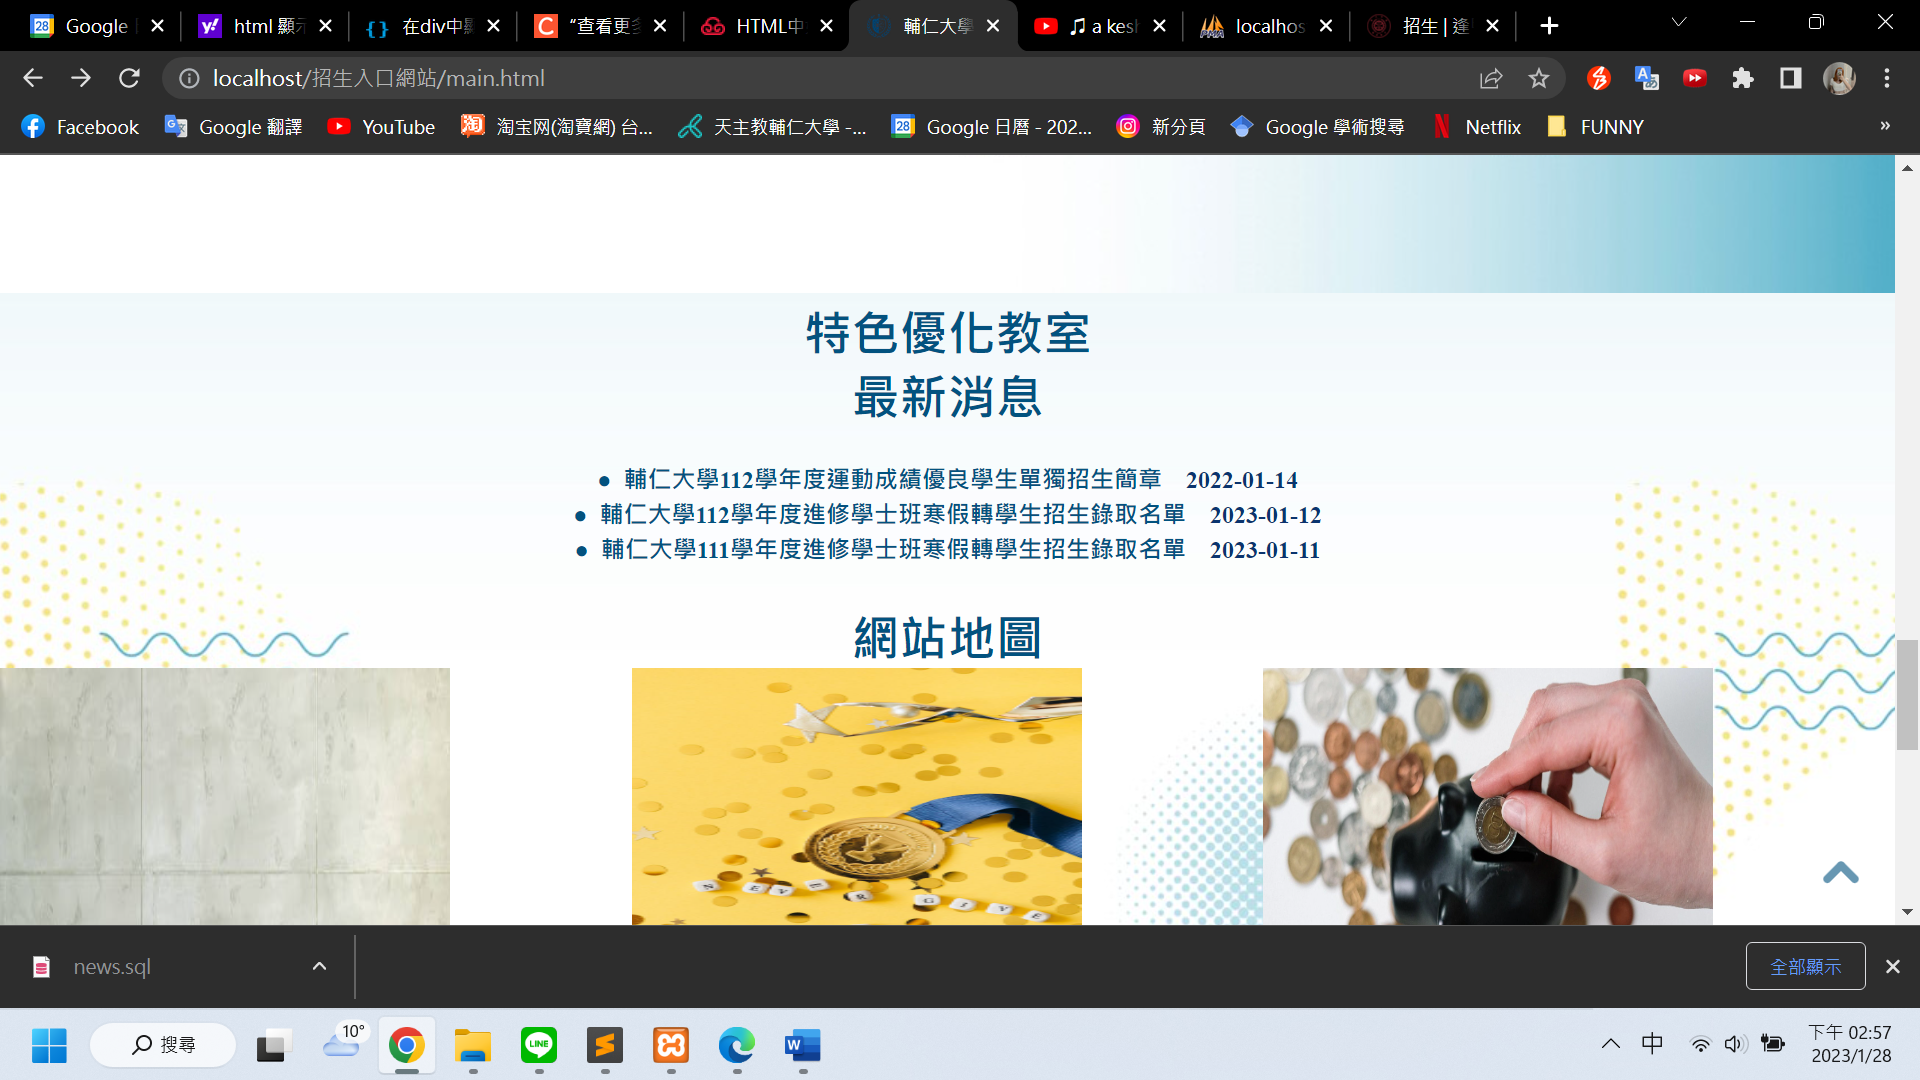 Google
html 顯示
在div中顯
“查看更多
HTML中
輔仁大學
a kesh
localhos
招生 | 逢
localhost/招生入口網站/main.html
Facebook
Google 翻譯
YouTube
淘宝网(淘寶網) 台...
天主教輔仁大學 -...
28 Google 日曆 - 202...
新分頁
Google 學術搜尋
Netflix
FUNNY
»
特色優化教室
最新消息
● 輔仁大學112學年度運動成績優良學生單獨招生簡章 2022-01-14
● 輔仁大學112學年度進修學士班寒假轉學生招生錄取名單 2023-01-12
● 輔仁大學111學年度進修學士班寒假轉學生招生錄取名單 2023-01-11
網站地圖
NEVER GIVE
news.sql
全部顯示
搜尋
10°
LINE
中
下午 02:57
2023/1/28